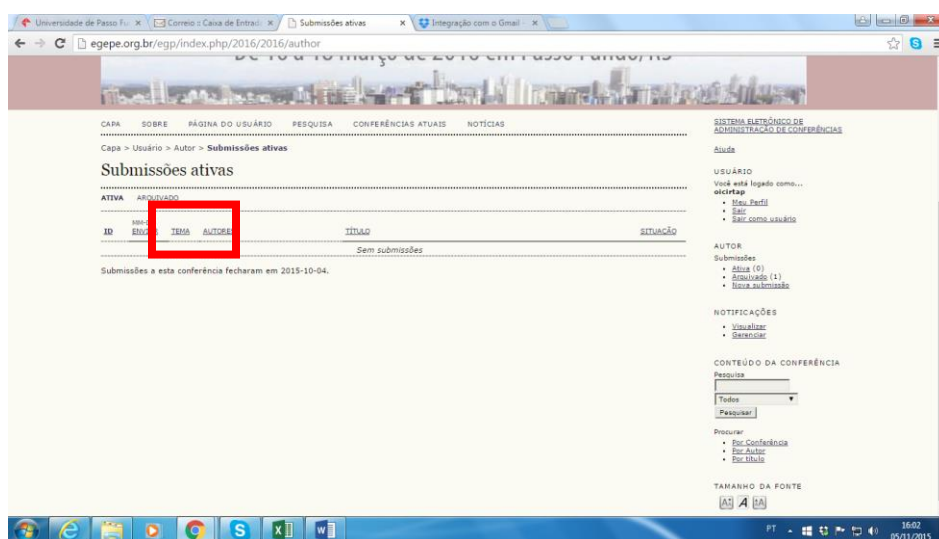 Universidade de Passo Fu
Correio :: Caixa de Entrad
Submissões ativas
Integração com o Gmail
egepe.org.br/egp/index.php/2016/2016/author
CAPA SOBRE PÁGINA DO USUÁRIO PESQUISA CONFERÊNCIAS ATUAIS NOTÍCIAS
Capa > Usuário > Autor > Submissões ativas
Submissões ativas
ATIVA ARQUIVADO
ID TEMA AUTORES TÍTULO SITUAÇÃO
Sem submissões
Submissões a esta conferência fecharam em 2015-10-04.
SISTEMA ELETRÔNICO DE
ADMINISTRAÇÃO DE CONFERÊNCIAS
Ajuda
USUÁRIO
Você está logado como...
oicirtap
Meu Perfil
Sair
Sair como usuário
AUTOR
Submissões
Ativa (0)
Arquivado (1)
Nova submissão
NOTIFICAÇÕES
Visualizar
Gerenciar
CONTEÚDO DA CONFERÊNCIA
Pesquisa
Todos
Pesquisar
Procurar
Por Conferência
Por Autor
Por título
TAMANHO DA FONTE
PT
16:02
05/11/2015